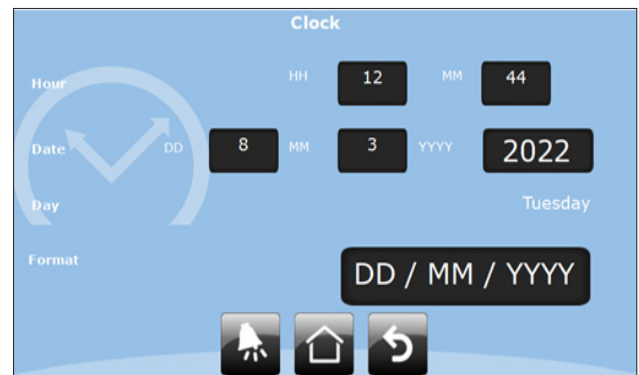 Clock
Hour HH 12 MM 44
Date DD 8 MM 3 YYYY 2022
Day Tuesday
Format DD / MM / YYYY